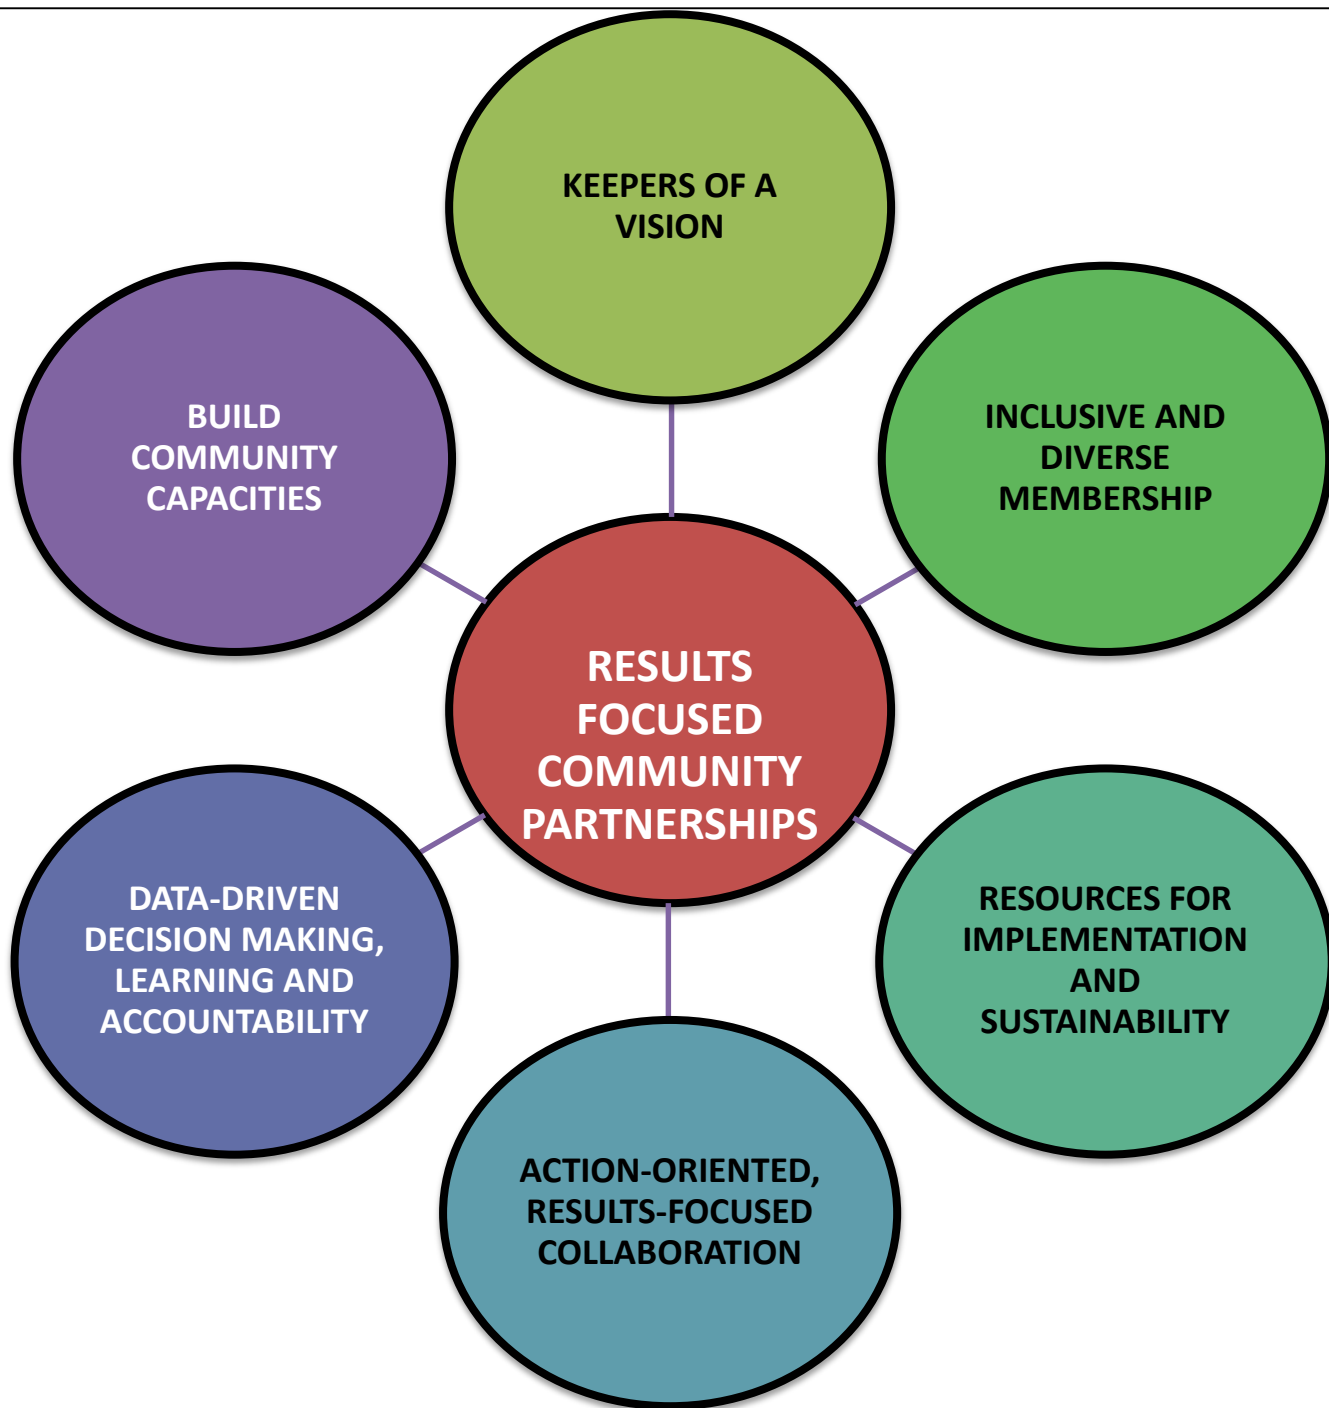 KEEPERS OF A
VISION
BUILD
COMMUNITY
CAPACITIES
INCLUSIVE AND
DIVERSE
MEMBERSHIP
RESULTS
FOCUSED
COMMUNITY
PARTNERSHIPS
DATA-DRIVEN
DECISION MAKING,
LEARNING AND
ACCOUNTABILITY
RESOURCES FOR
IMPLEMENTATION
AND
SUSTAINABILITY
ACTION-ORIENTED,
RESULTS-FOCUSED
COLLABORATION